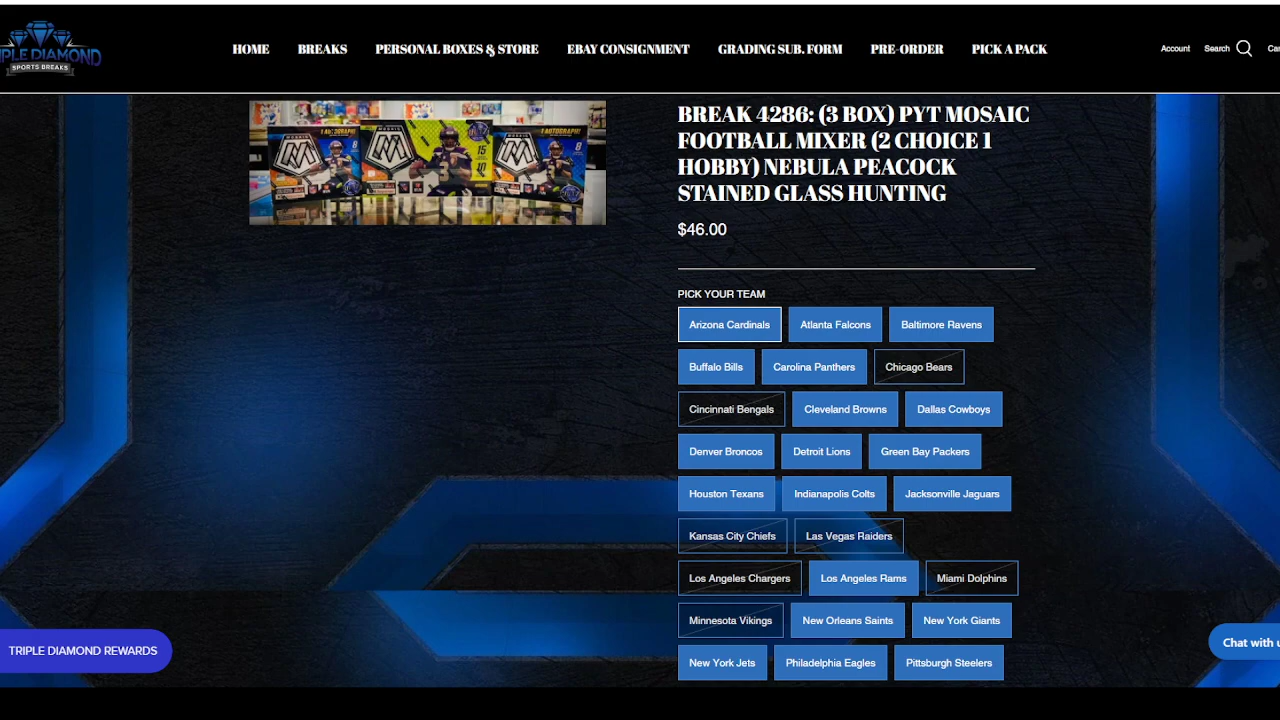 IPLE DIAMOND
SPORTS BREAKS
HOME BREAKS PERSONAL BOXES & STORE EBAY CONSIGNMENT GRADING SUB. FORM PRE-ORDER PICK A PACK
Account Search
BREAK 4286: (3 BOX) PYT MOSAIC
FOOTBALL MIXER (2 CHOICE 1
HOBBY) NEBULA PEACOCK
STAINED GLASS HUNTING
$46.00
PICK YOUR TEAM
Arizona Cardinals Atlanta Falcons Baltimore Ravens
Buffalo Bills Carolina Panthers Chicago Bears
Cincinnati Bengals Cleveland Browns Dallas Cowboys
Denver Broncos Detroit Lions Green Bay Packers
Houston Texans Indianapolis Colts Jacksonville Jaguars
Kansas City Chiefs Las Vegas Raiders
Los Angeles Chargers Los Angeles Rams Miami Dolphins
Minnesota Vikings New Orleans Saints New York Giants
New York Jets Philadelphia Eagles Pittsburgh Steelers
TRIPLE DIAMOND REWARDS
Chat with